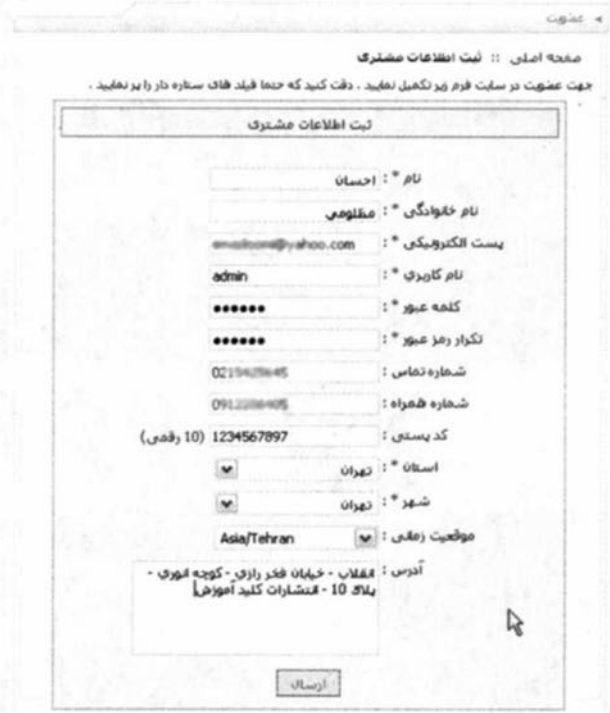 عضویت
صفحه اصلی :: ثبت اطلاعات مشتری
جهت عضویت در سایت فرم زیر تکمیل نمایید . دقت کنید که حتما فیلد های ستاره دار را پر نمایید .
ثبت اطلاعات مشتری
نام * : احسان
نام خانوادگی * : مظلومی
پست الکترونیکی * : @yahoo.com
نام کاربری * : admin
کلمه عبور * : ••••••
تکرار رمز عبور * : ••••••
شماره تماس :
شماره همراه :
کد پستی : 1234567897 (10 رقمی)
استان * : تهران
شهر * : تهران
موقعیت زمانی : Asia/Tehran
آدرس : انقلاب - خیابان فخر رازی - کوچه انوری -
پلاک 10 - انتشارات کلید آموزش
ارسال